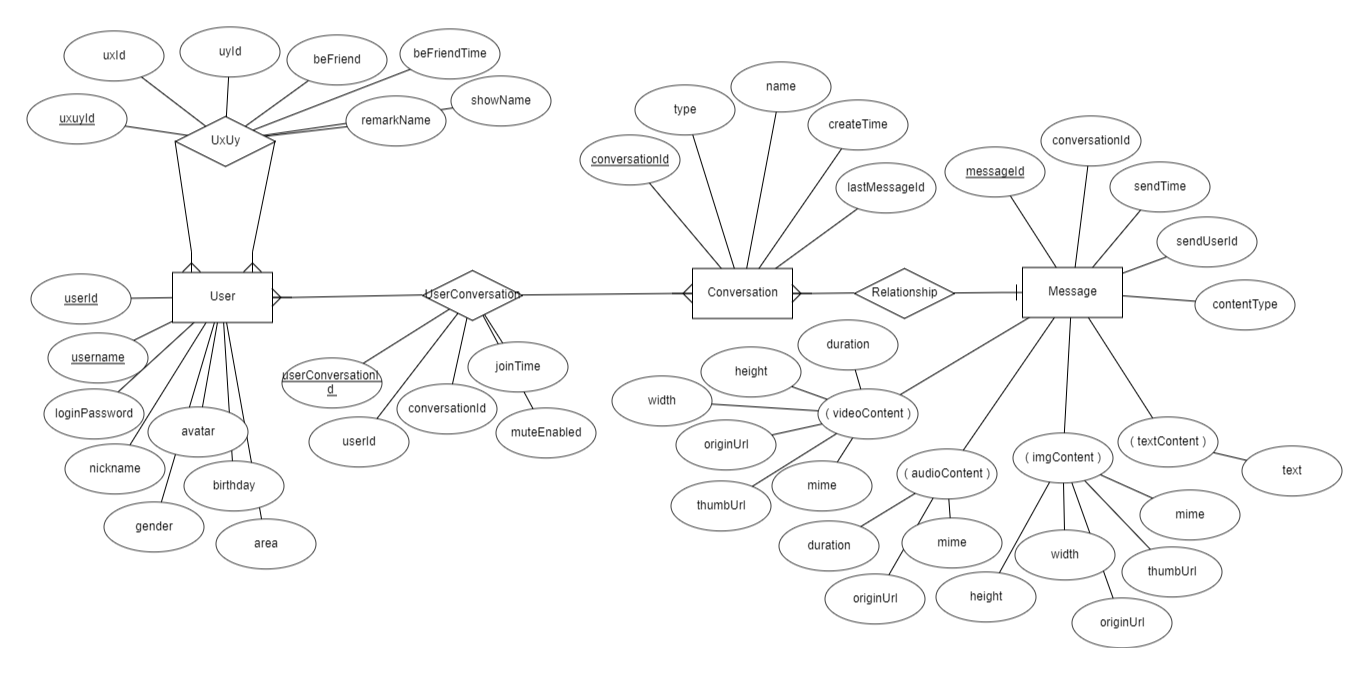 uxId
uyId
beFriend
beFriendTime
uxuyId
remarkName
showName
UxUy
userId
User
username
loginPassword
nickname
avatar
gender
birthday
area
UserConversation
userConversationI
d
userId
conversationId
joinTime
muteEnabled
conversationId
type
name
createTime
lastMessageId
Conversation
Relationship
messageId
conversationId
sendTime
sendUserId
contentType
Message
( videoContent )
duration
height
width
originUrl
thumbUrl
mime
( audioContent )
duration
originUrl
mime
( imgContent )
height
width
originUrl
thumbUrl
mime
( textContent )
text